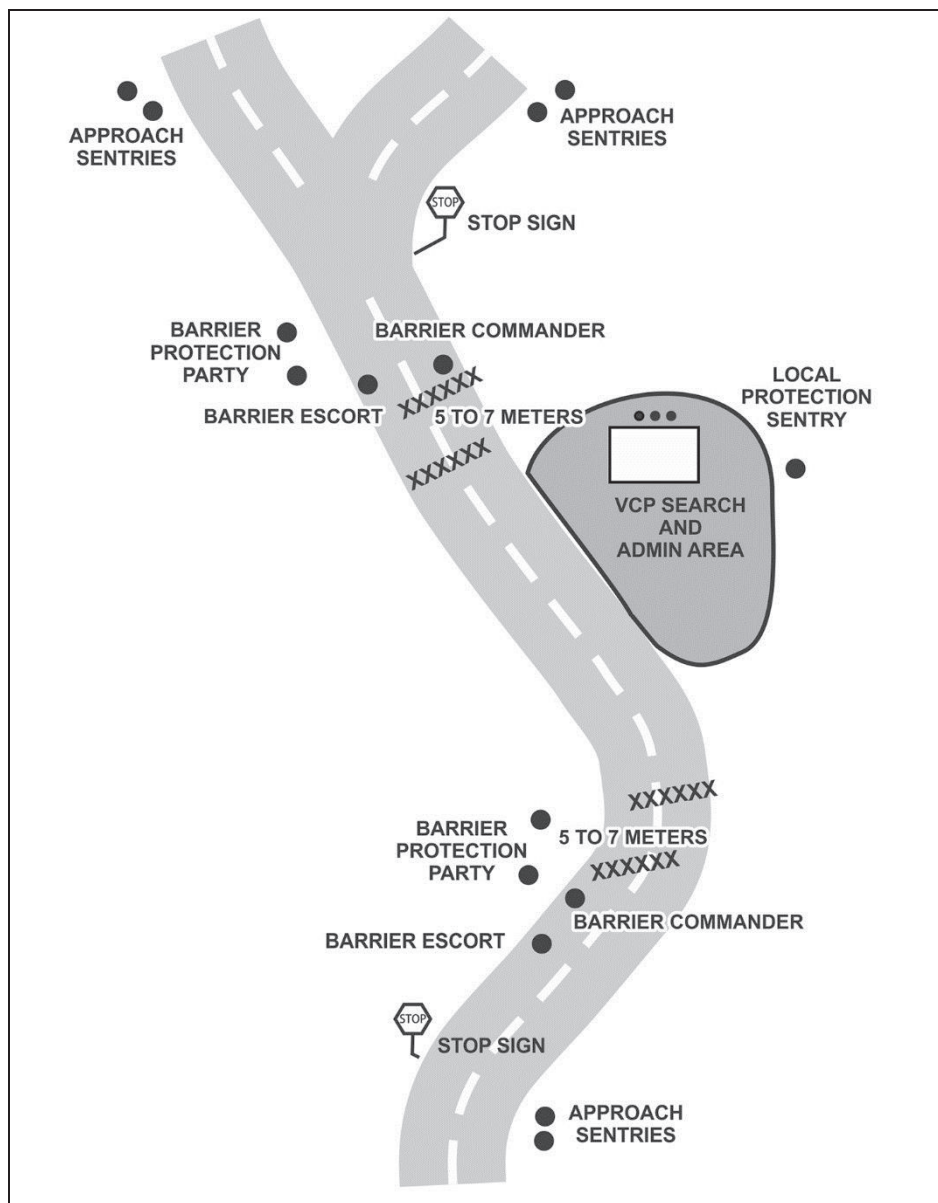 APPROACH
SENTRIES
APPROACH
SENTRIES
STOP
STOP SIGN
BARRIER
PROTECTION
PARTY
BARRIER COMMANDER
BARRIER ESCORT
XXXXXX
5 TO 7 METERS
XXXXXX
LOCAL
PROTECTION
SENTRY
VCP SEARCH
AND
ADMIN AREA
XXXXXX
BARRIER
PROTECTION
PARTY
5 TO 7 METERS
XXXXXX
BARRIER COMMANDER
BARRIER ESCORT
STOP
STOP SIGN
APPROACH
SENTRIES